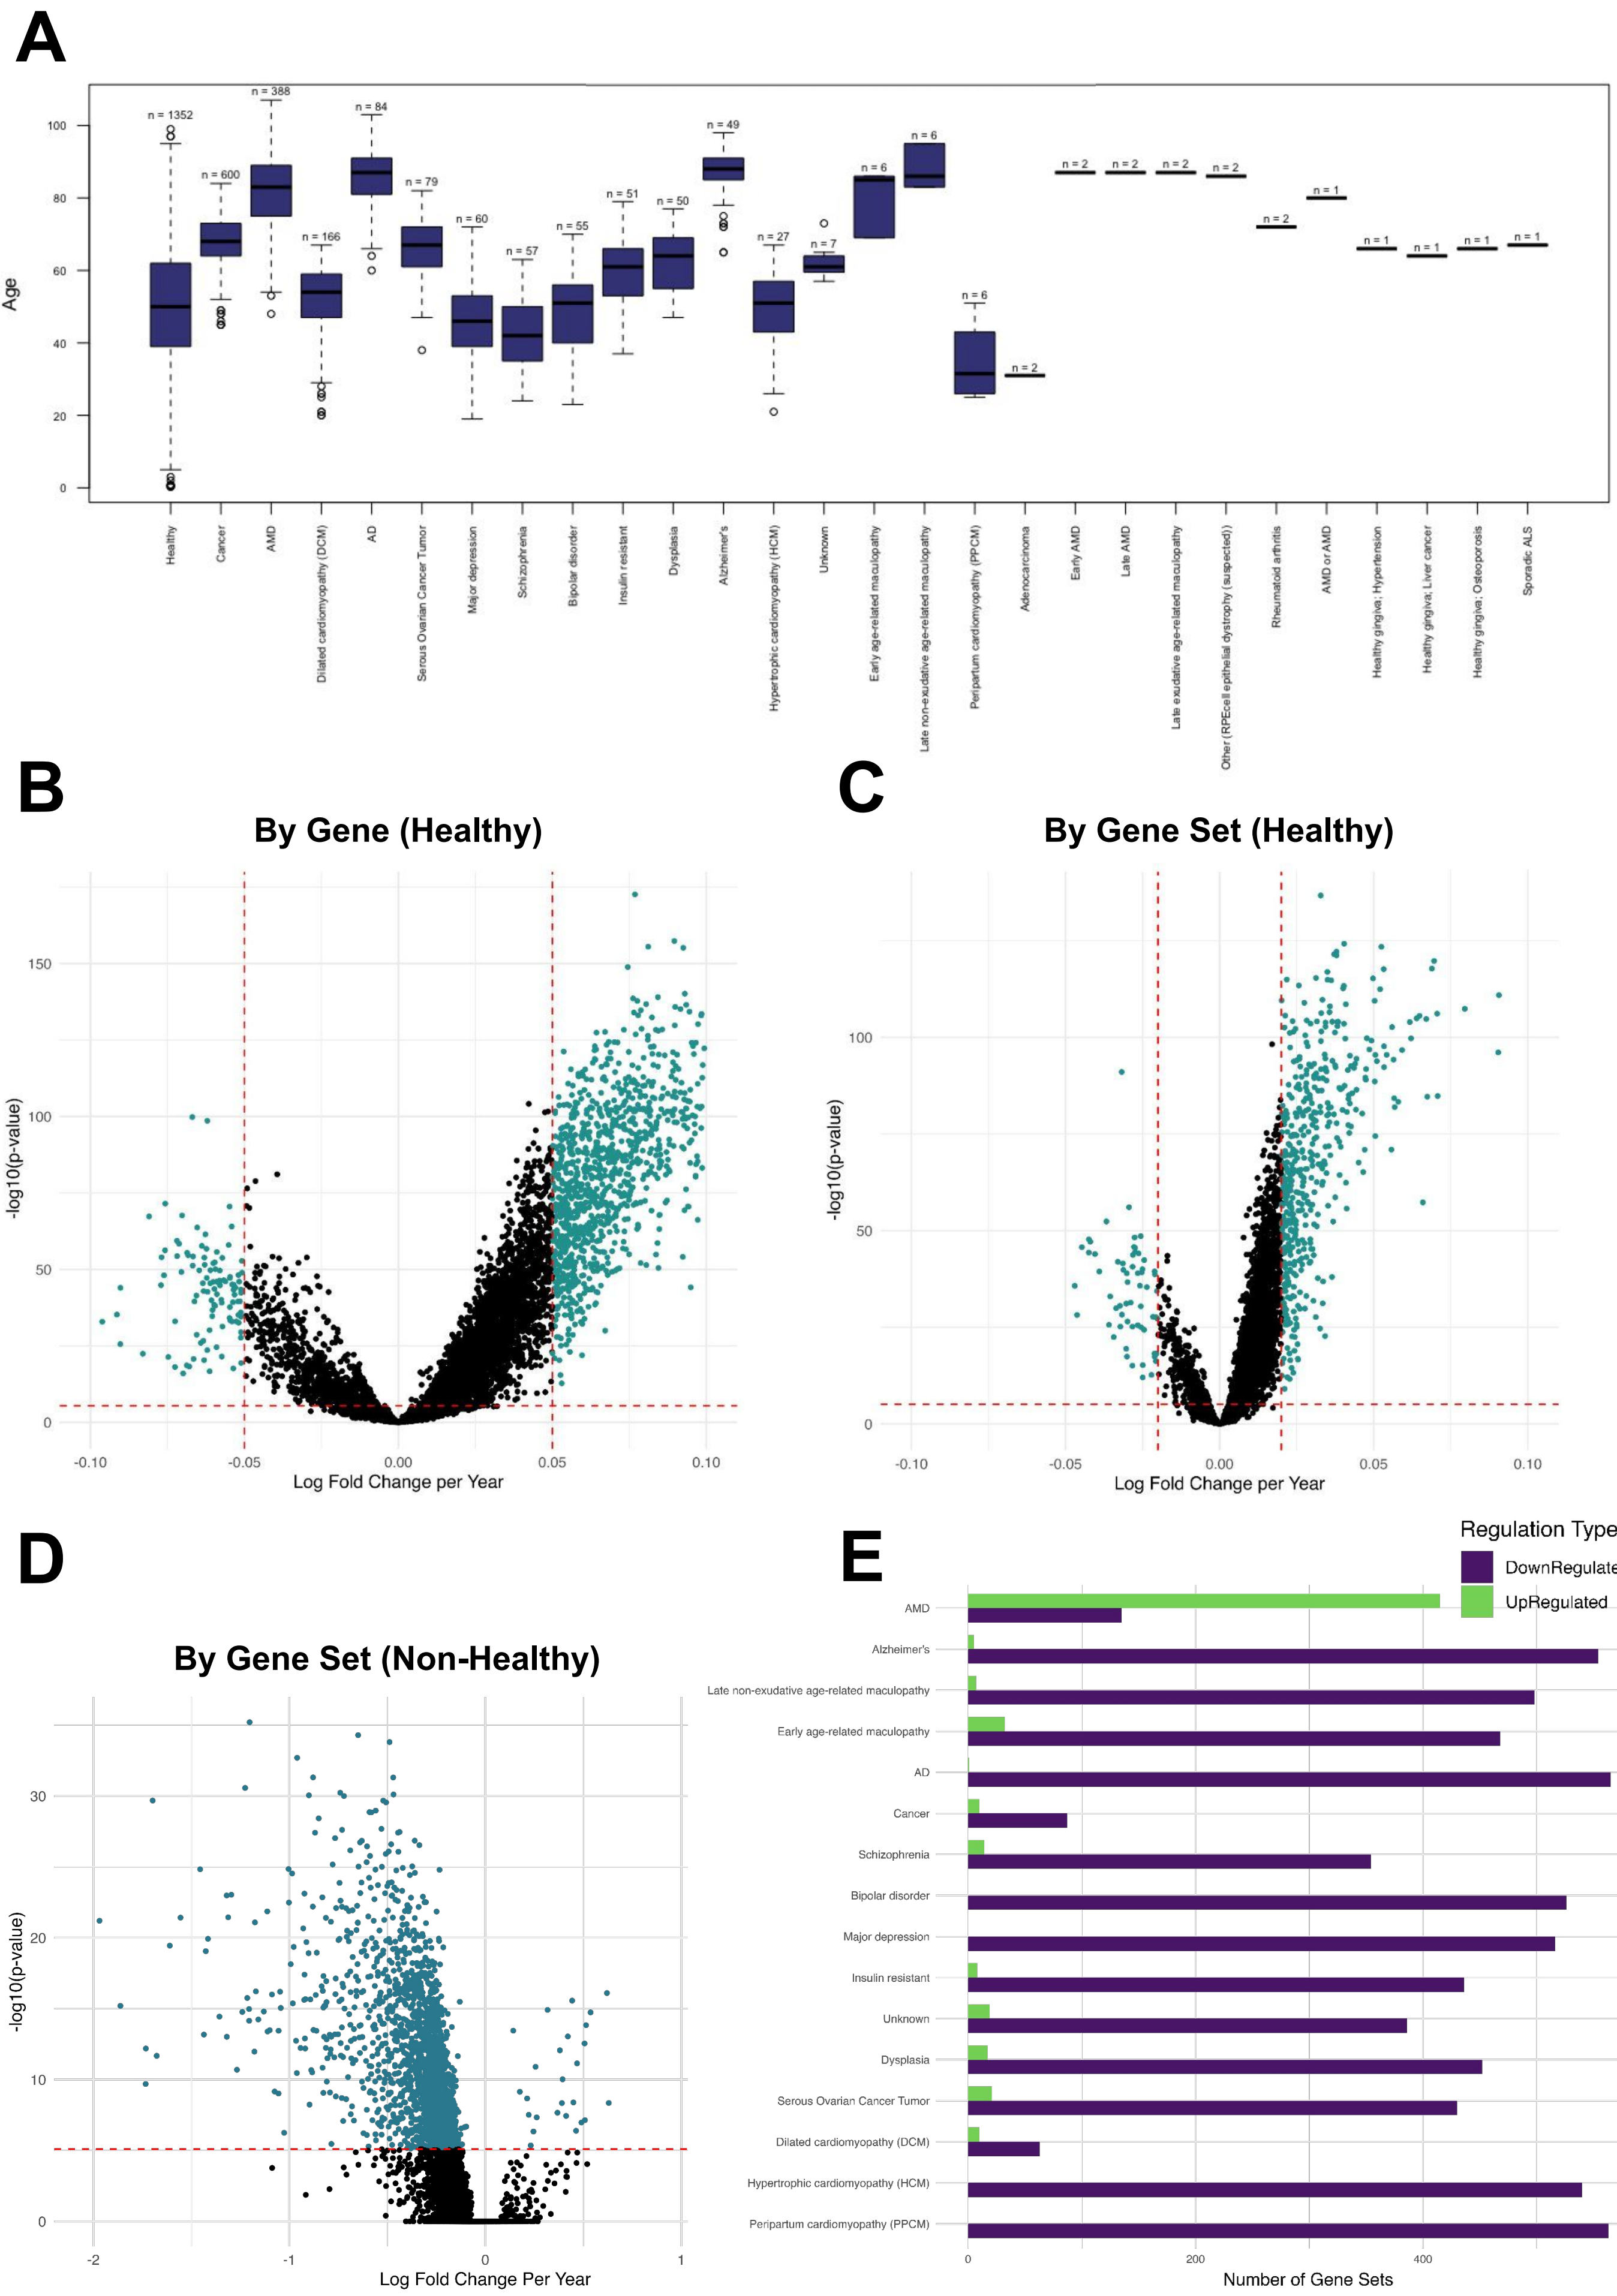 A
n = 1352
n = 600
n = 388
n = 166
n = 84
n = 79
n = 60
n = 57
n = 55
n = 51
n = 50
n = 49
n = 27
n = 7
n = 6
n = 6
n = 6
n = 2
n = 2
n = 2
n = 2
n = 2
n = 2
n = 1
n = 1
n = 1
n = 1
n = 1
Age
100
80
60
40
20
0
Healthy
Cancer
AMD
Dilated cardiomyopathy (DCM)
AD
Serous Ovarian Cancer Tumor
Major depression
Schizophrenia
Bipolar disorder
Insulin resistant
Dysplasia
Alzheimer's
Hypertrophic cardiomyopathy (HCM)
Unknown
Early age-related maculopathy
Late non-exudative age-related maculopathy
Peripartum cardiomyopathy (PPCM)
Adenocarcinoma
Early AMD
Late AMD
Late exudative age-related maculopathy
Other (RPEcell epithelial dystrophy (suspected))
Rheumatoid arthritis
AMD or AMD
Healthy gingiva; Hypertension
Healthy gingiva; Liver cancer
Healthy gingiva; Osteoporosis
Sporadic ALS
B
By Gene (Healthy)
-log10(p-value)
150
100
50
0
-0.10 -0.05 0.00 0.05 0.10
Log Fold Change per Year
C
By Gene Set (Healthy)
-log10(p-value)
100
50
0
-0.10 -0.05 0.00 0.05 0.10
Log Fold Change per Year
D
By Gene Set (Non-Healthy)
-log10(p-value)
30
20
10
0
-2 -1 0 1
Log Fold Change Per Year
E
Regulation Type
DownRegulate
UpRegulated
AMD
Alzheimer's
Late non-exudative age-related maculopathy
Early age-related maculopathy
AD
Cancer
Schizophrenia
Bipolar disorder
Major depression
Insulin resistant
Unknown
Dysplasia
Serous Ovarian Cancer Tumor
Dilated cardiomyopathy (DCM)
Hypertrophic cardiomyopathy (HCM)
Peripartum cardiomyopathy (PPCM)
0 200 400
Number of Gene Sets